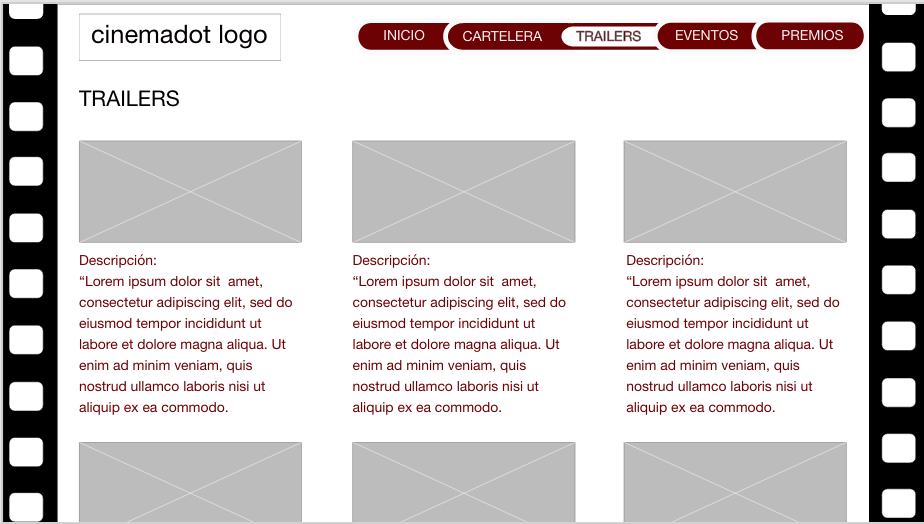 cinemadot logo
INICIO CARTELERA TRAILERS EVENTOS PREMIOS
TRAILERS
Descripción:
“Lorem ipsum dolor sit  amet,
consectetur adipiscing elit, sed do
eiusmod tempor incididunt ut
labore et dolore magna aliqua. Ut
enim ad minim veniam, quis
nostrud ullamco laboris nisi ut
aliquip ex ea commodo.
Descripción:
“Lorem ipsum dolor sit  amet,
consectetur adipiscing elit, sed do
eiusmod tempor incididunt ut
labore et dolore magna aliqua. Ut
enim ad minim veniam, quis
nostrud ullamco laboris nisi ut
aliquip ex ea commodo.
Descripción:
“Lorem ipsum dolor sit  amet,
consectetur adipiscing elit, sed do
eiusmod tempor incididunt ut
labore et dolore magna aliqua. Ut
enim ad minim veniam, quis
nostrud ullamco laboris nisi ut
aliquip ex ea commodo.